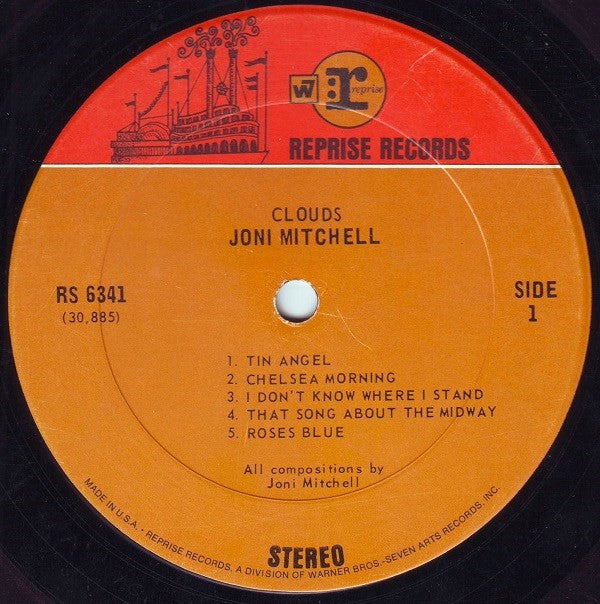 W7 r reprise
REPRISE RECORDS
CLOUDS
JONI MITCHELL
RS 6341
(30,885)
SIDE
1
1. TIN ANGEL
2. CHELSEA MORNING
3. I DON'T KNOW WHERE I STAND
4. THAT SONG ABOUT THE MIDWAY
5. ROSES BLUE
All compositions by
Joni Mitchell
STEREO
MADE IN U.S.A. • REPRISE RECORDS, A DIVISION OF WARNER BROS.-SEVEN ARTS RECORDS, INC.